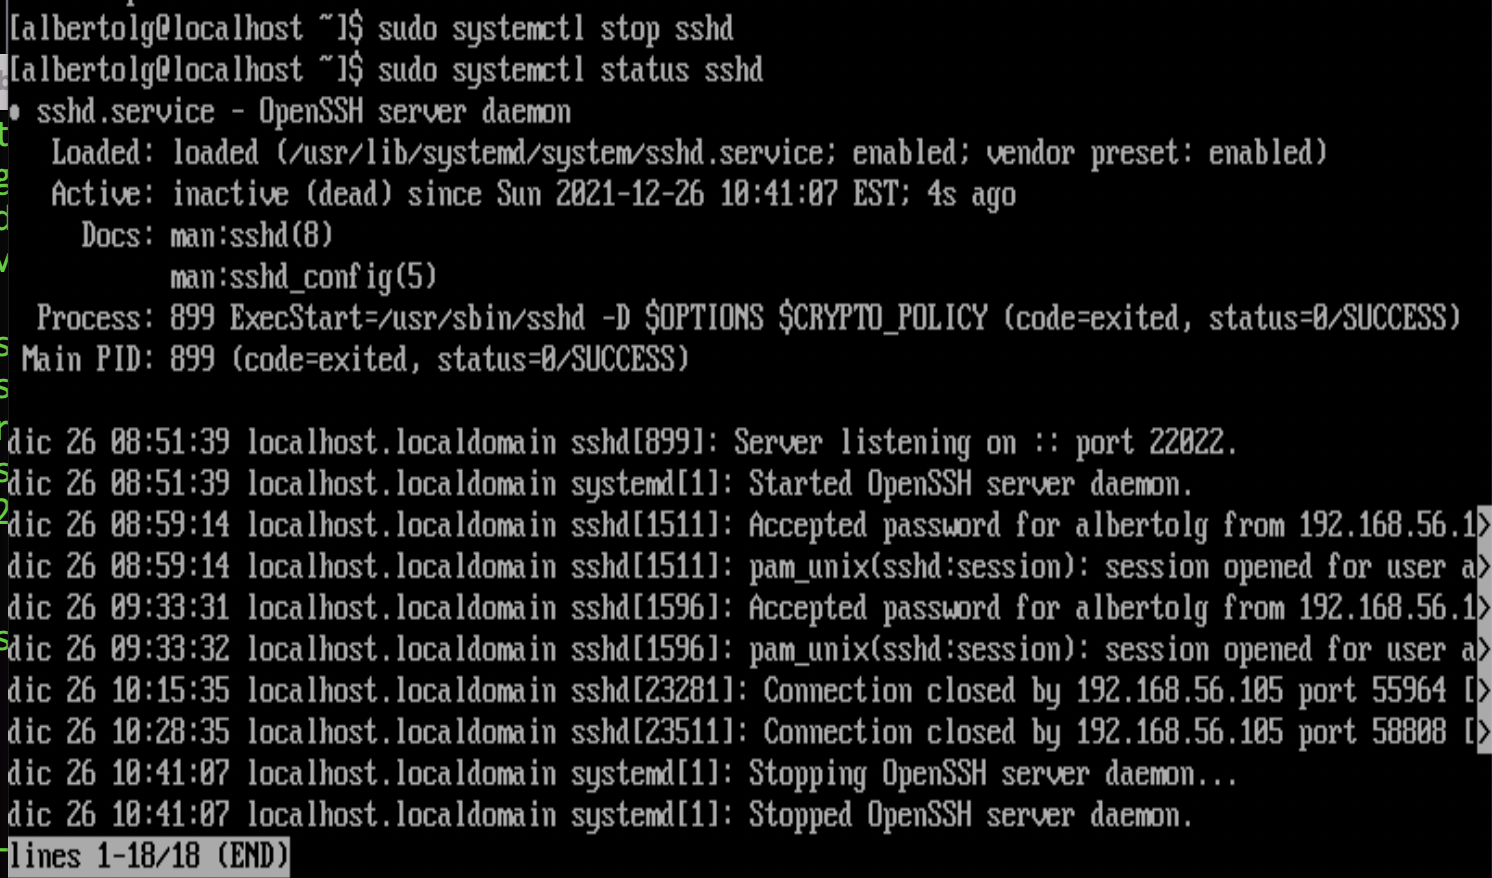 [albertolg@localhost ~]$ sudo systemctl stop sshd
[albertolg@localhost ~]$ sudo systemctl status sshd
● sshd.service - OpenSSH server daemon
   Loaded: loaded (/usr/lib/systemd/system/sshd.service; enabled; vendor preset: enabled)
   Active: inactive (dead) since Sun 2021-12-26 10:41:07 EST; 4s ago
     Docs: man:sshd(8)
           man:sshd_config(5)
  Process: 899 ExecStart=/usr/sbin/sshd -D $OPTIONS $CRYPTO_POLICY (code=exited, status=0/SUCCESS)
 Main PID: 899 (code=exited, status=0/SUCCESS)

dic 26 08:51:39 localhost.localdomain sshd[899]: Server listening on :: port 22022.
dic 26 08:51:39 localhost.localdomain systemd[1]: Started OpenSSH server daemon.
dic 26 08:59:14 localhost.localdomain sshd[1511]: Accepted password for albertolg from 192.168.56.1>
dic 26 08:59:14 localhost.localdomain sshd[1511]: pam_unix(sshd:session): session opened for user a>
dic 26 09:33:31 localhost.localdomain sshd[1596]: Accepted password for albertolg from 192.168.56.1>
dic 26 09:33:32 localhost.localdomain sshd[1596]: pam_unix(sshd:session): session opened for user a>
dic 26 10:15:35 localhost.localdomain sshd[23281]: Connection closed by 192.168.56.105 port 55964 [>
dic 26 10:28:35 localhost.localdomain sshd[23511]: Connection closed by 192.168.56.105 port 58808 [>
dic 26 10:41:07 localhost.localdomain systemd[1]: Stopping OpenSSH server daemon...
dic 26 10:41:07 localhost.localdomain systemd[1]: Stopped OpenSSH server daemon.
lines 1-18/18 (END)